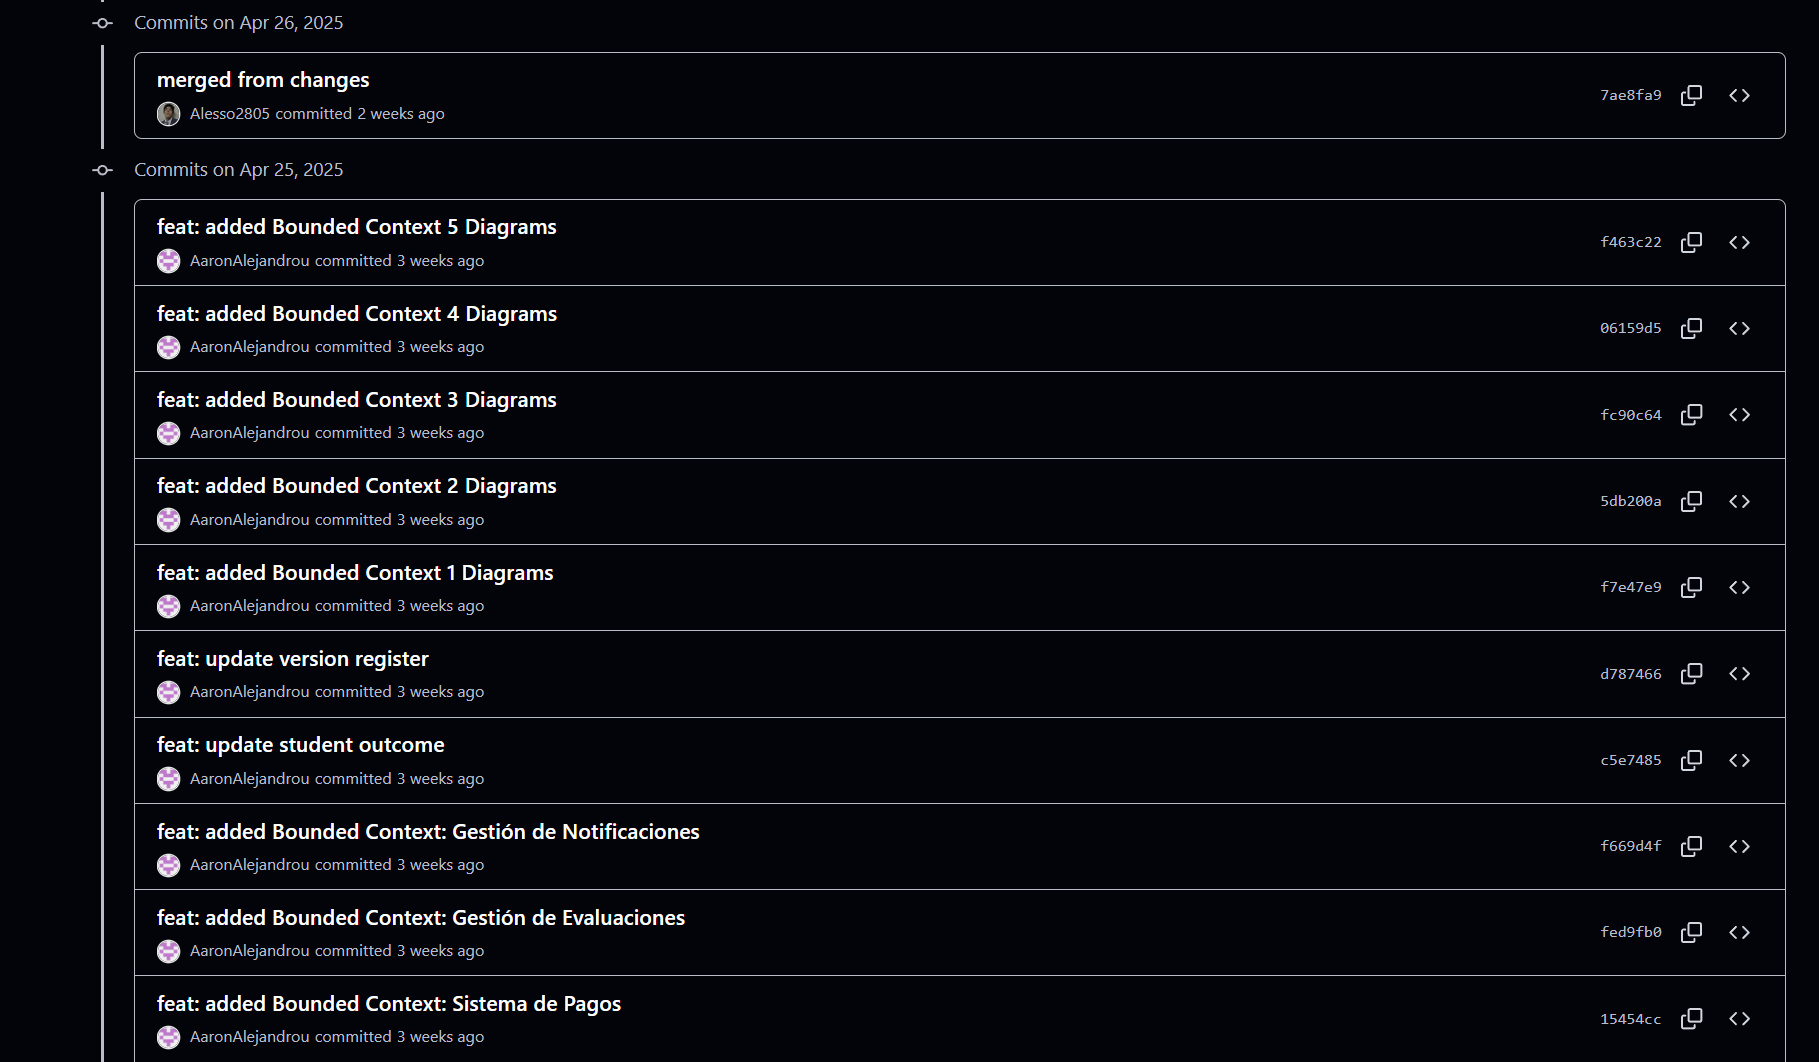 Commits on Apr 26, 2025
merged from changes
Alesso2805 committed 2 weeks ago
7ae8fa9
Commits on Apr 25, 2025
feat: added Bounded Context 5 Diagrams
AaronAlejandrou committed 3 weeks ago
f463c22
feat: added Bounded Context 4 Diagrams
AaronAlejandrou committed 3 weeks ago
06159d5
feat: added Bounded Context 3 Diagrams
AaronAlejandrou committed 3 weeks ago
fc90c64
feat: added Bounded Context 2 Diagrams
AaronAlejandrou committed 3 weeks ago
5db200a
feat: added Bounded Context 1 Diagrams
AaronAlejandrou committed 3 weeks ago
f7e47e9
feat: update version register
AaronAlejandrou committed 3 weeks ago
d787466
feat: update student outcome
AaronAlejandrou committed 3 weeks ago
c5e7485
feat: added Bounded Context: Gestión de Notificaciones
AaronAlejandrou committed 3 weeks ago
f669d4f
feat: added Bounded Context: Gestión de Evaluaciones
AaronAlejandrou committed 3 weeks ago
fed9fb0
feat: added Bounded Context: Sistema de Pagos
AaronAlejandrou committed 3 weeks ago
15454cc